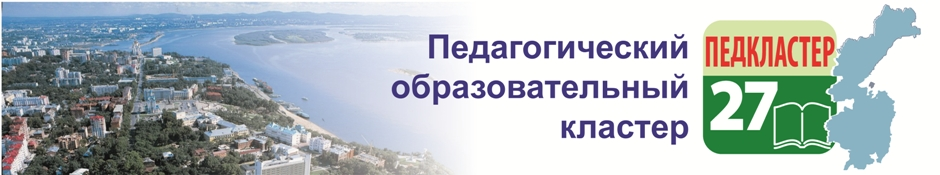 Педагогический
образовательный
кластер
ПЕДКЛАСТЕР
27